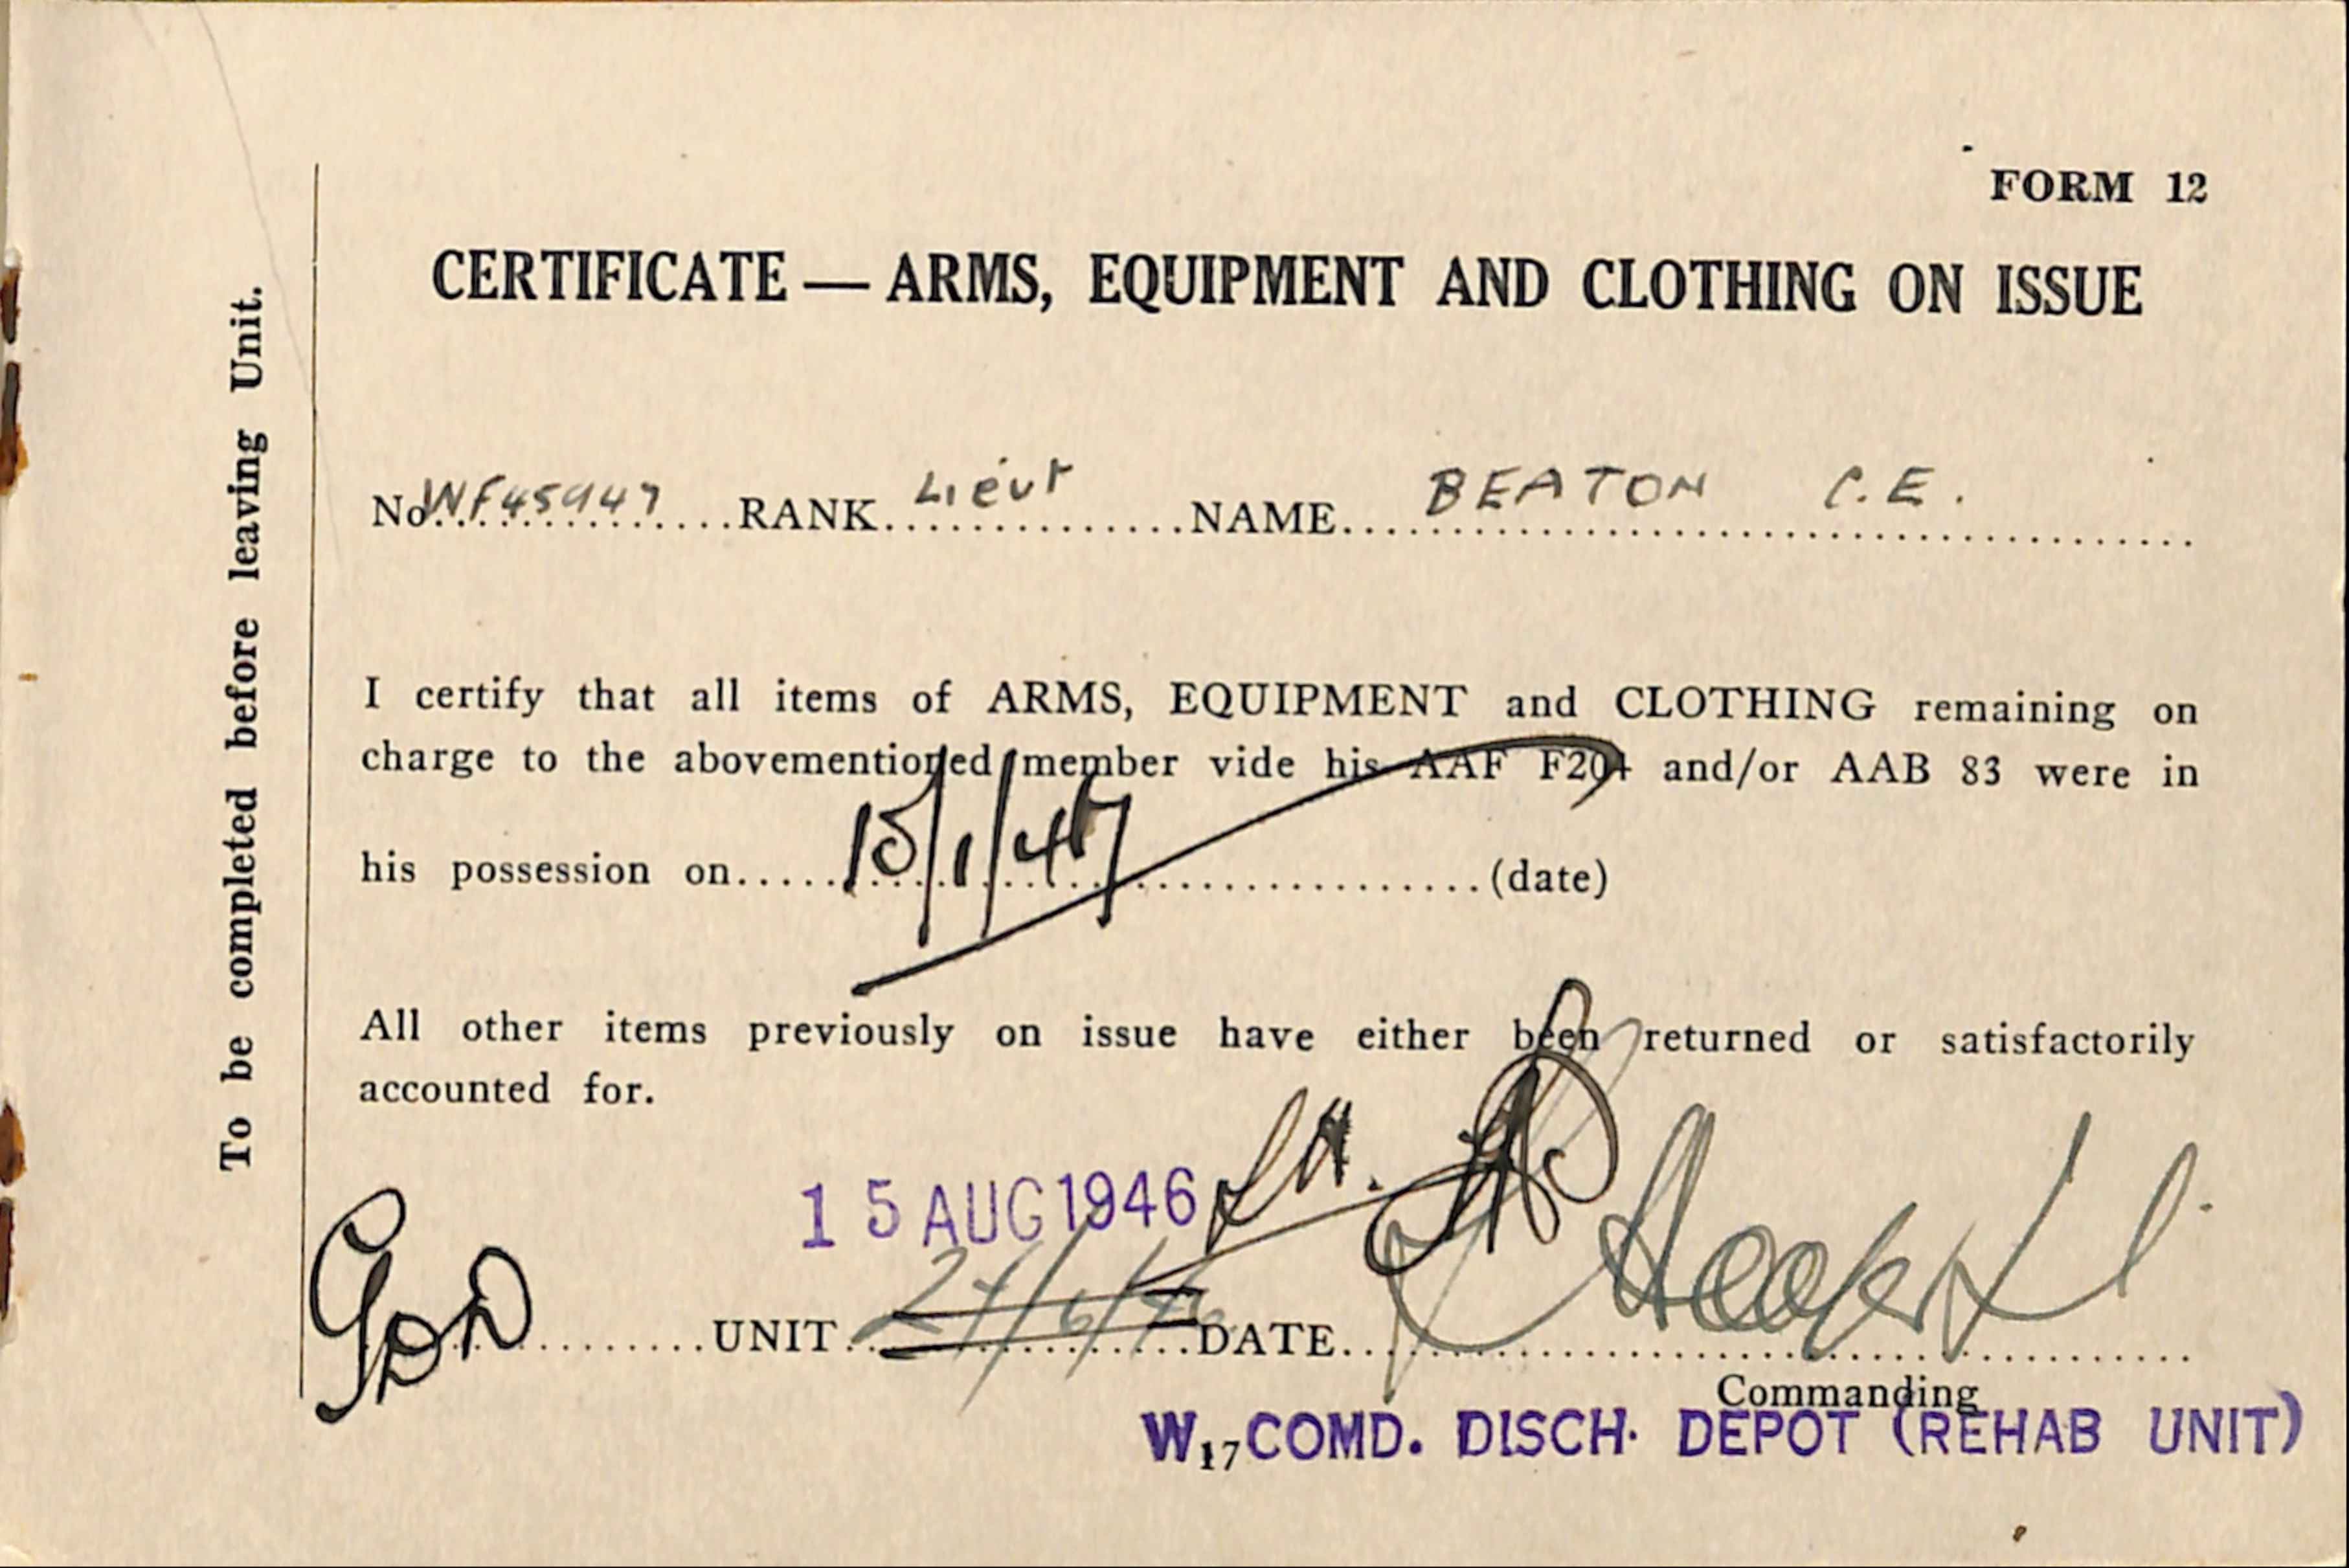 FORM 12
CERTIFICATE — ARMS, EQUIPMENT AND CLOTHING ON ISSUE
To be completed before leaving Unit.
No. WF45947 RANK Lieut NAME BEATON C.E.
I certify that all items of ARMS, EQUIPMENT and CLOTHING remaining on
charge to the abovementioned member vide his AAF F20+ and/or AAB 83 were in
his possession on 15/1/47 (date)
All other items previously on issue have either been returned or satisfactorily
accounted for.
15 AUG 1946
UNIT DATE
Commanding
17
W COMD. DISCH. DEPOT (REHAB UNIT)